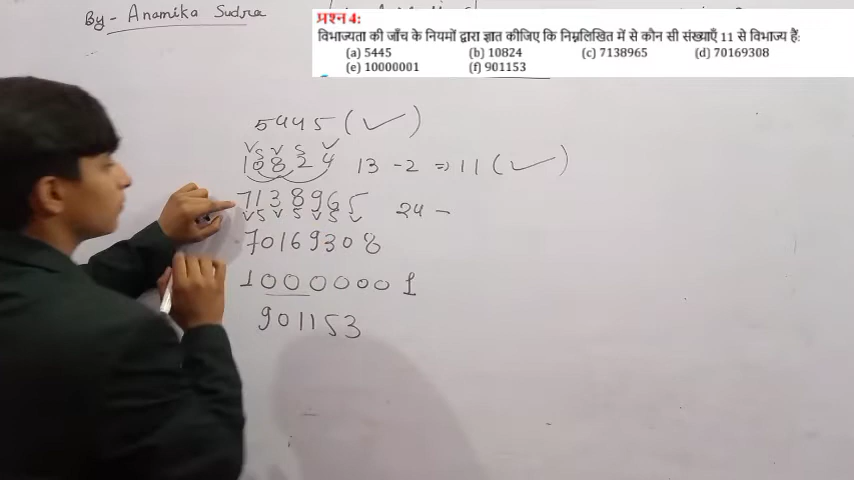 By - Anamika Sudra
प्रश्न 4:
विभाज्यता की जाँच के नियमों द्वारा ज्ञात कीजिए कि निम्नलिखित में से कौन सी संख्याएँ 11 से विभाज्य हैं:
(a) 5445 (b) 10824 (c) 7138965 (d) 70169308
(e) 10000001 (f) 901153
5445 (✓)
10824 13 - 2 ⇒ 11 (✓)
7138965 24 -
70169308
10000001
901153